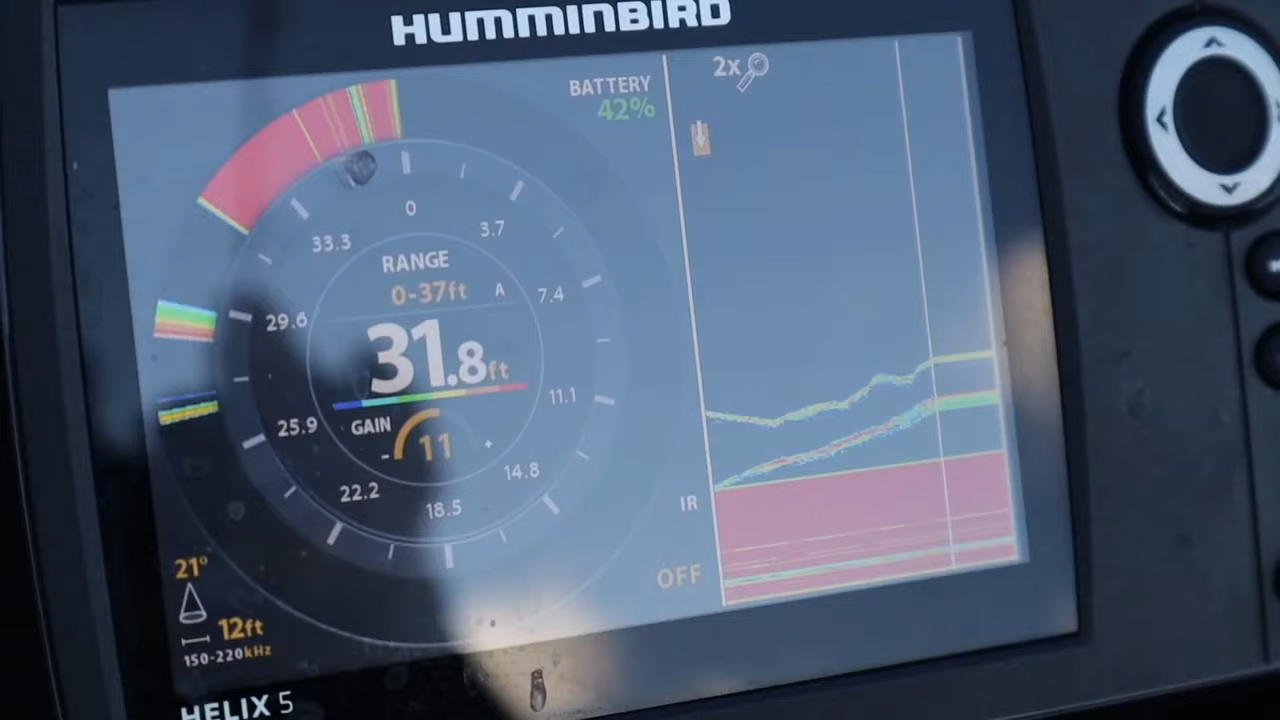 HUMMINBIRD
BATTERY
42%
2x
0
3.7
7.4
11.1
14.8
18.5
22.2
25.9
29.6
33.3
RANGE
0-37ft A
31.8ft
GAIN
- 11 +
IR
OFF
21°
12ft
150-220kHz
HELIX 5